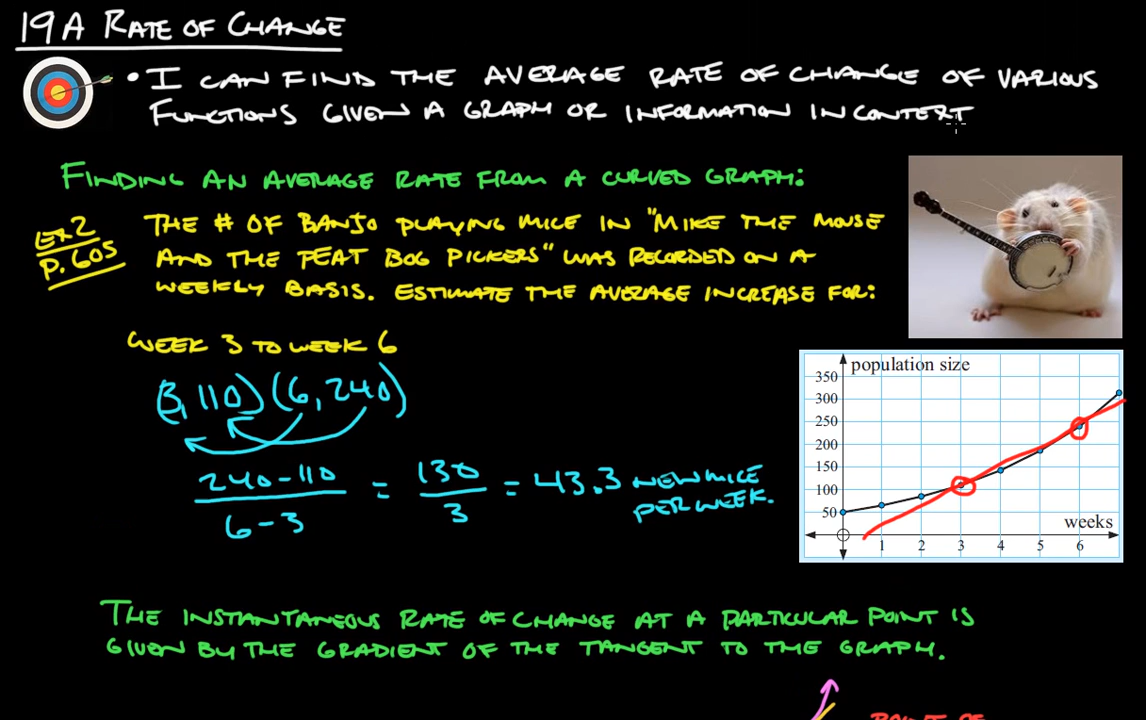 19A RATE OF CHANGE
• I CAN FIND THE AVERAGE RATE OF CHANGE OF VARIOUS
FUNCTIONS GIVEN A GRAPH OR INFORMATION IN CONTEXT
FINDING AN AVERAGE RATE FROM A CURVED GRAPH:
EX 2
P. 605
THE # OF BANJO PLAYING MICE IN "MIKE THE MOUSE
AND THE PEAT BOG PICKERS" WAS RECORDED ON A
WEEKLY BASIS. ESTIMATE THE AVERAGE INCREASE FOR:
WEEK 3 TO WEEK 6
(3, 110) (6, 240)
240-110 / 6-3 = 130 / 3 = 43.3 NEW MICE
PER WEEK.
population size
350
300
250
200
150
100
50
weeks
1 2 3 4 5 6
THE INSTANTANEOUS RATE OF CHANGE AT A PARTICULAR POINT IS
GIVEN BY THE GRADIENT OF THE TANGENT TO THE GRAPH.